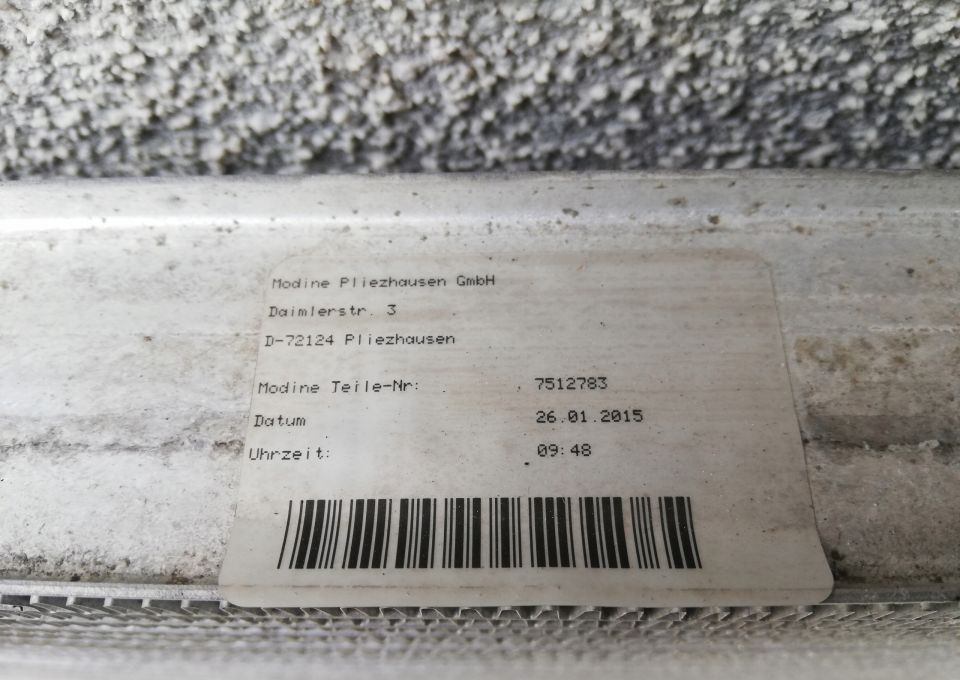 Modine Pliezhausen GmbH
Daimlerstr. 3
D-72124 Pliezhausen
Modine Teile-Nr: 7512783
Datum 26.01.2015
Uhrzeit: 09:48